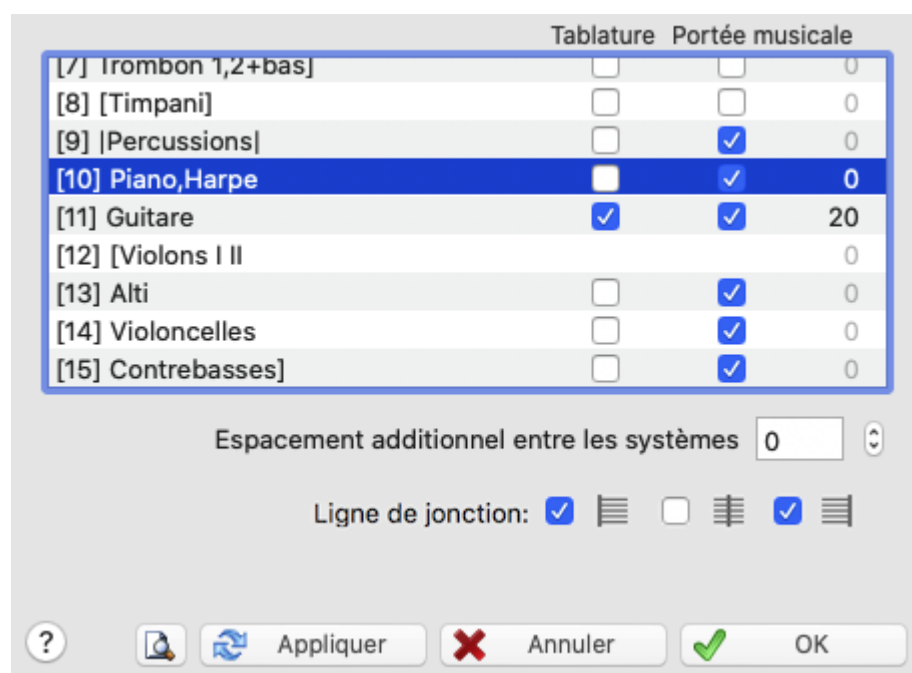 Tablature Portée musicale
[7] Trombon 1,2+bas] 0
[8] [Timpani] 0
[9] |Percussions| 0
[10] Piano,Harpe 0
[11] Guitare 20
[12] [Violons I II 0
[13] Alti 0
[14] Violoncelles 0
[15] Contrebasses] 0
Espacement additionnel entre les systèmes 0
Ligne de jonction:
? Appliquer Annuler OK